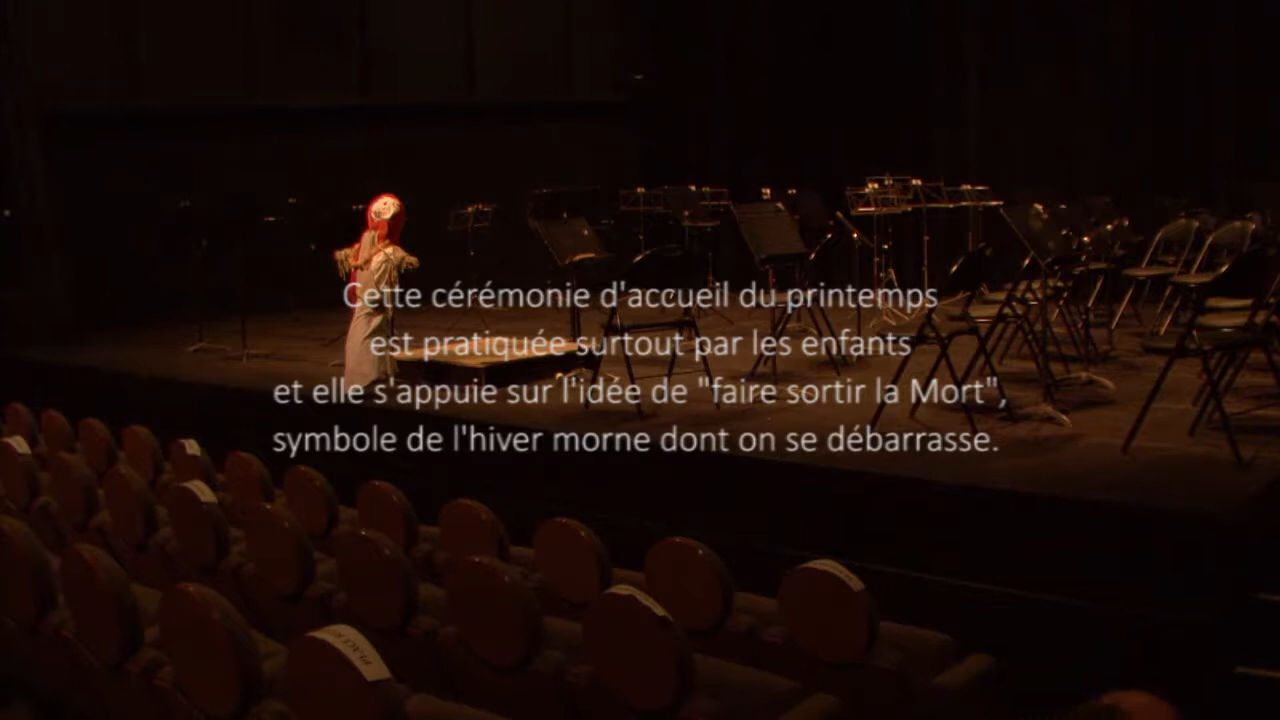 Cette cérémonie d'accueil du printemps
est pratiquée surtout par les enfants
et elle s'appuie sur l'idée de "faire sortir la Mort",
symbole de l'hiver morne dont on se débarrasse.